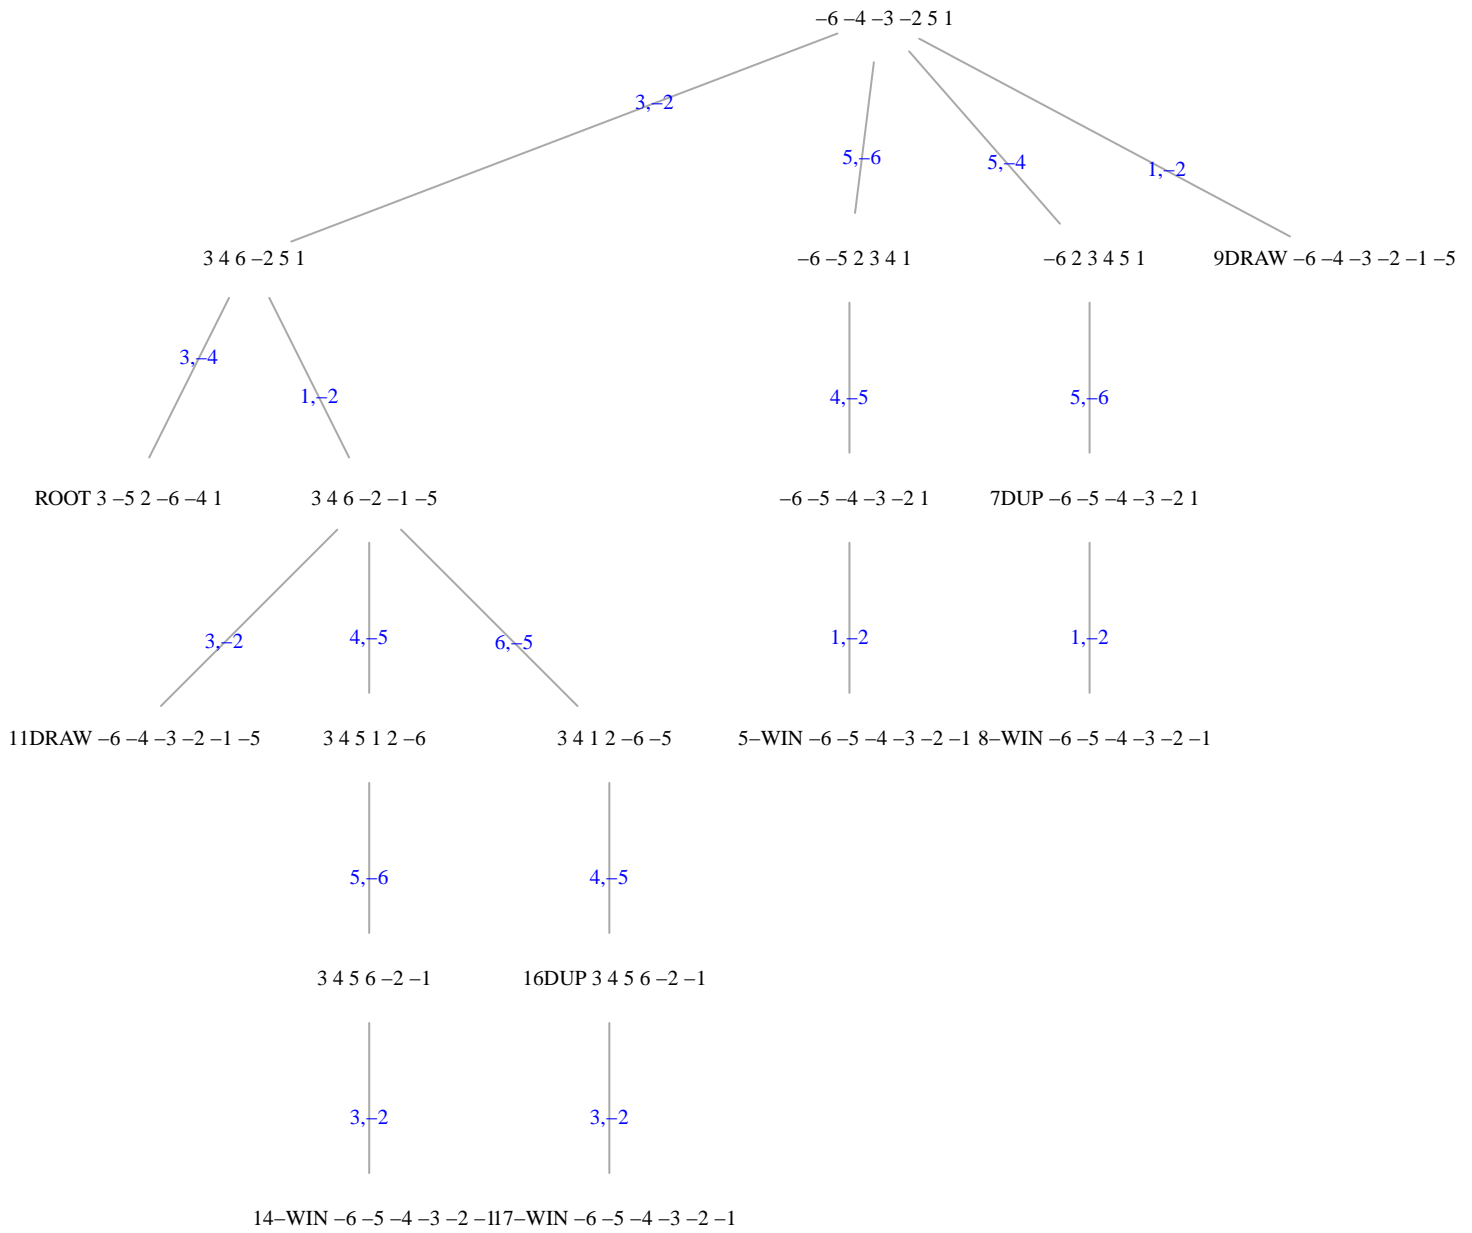 –6 –4 –3 –2 5 1
3,–2
5,–6
5,–4
1,–2
3 4 6 –2 5 1
–6 –5 2 3 4 1
–6 2 3 4 5 1
9DRAW –6 –4 –3 –2 –1 –5
3,–4
1,–2
4,–5
5,–6
ROOT 3 –5 2 –6 –4 1
3 4 6 –2 –1 –5
–6 –5 –4 –3 –2 1
7DUP –6 –5 –4 –3 –2 1
3,–2
4,–5
6,–5
1,–2
1,–2
11DRAW –6 –4 –3 –2 –1 –5
3 4 5 1 2 –6
3 4 1 2 –6 –5
5–WIN –6 –5 –4 –3 –2 –1
8–WIN –6 –5 –4 –3 –2 –1
5,–6
4,–5
3 4 5 6 –2 –1
16DUP 3 4 5 6 –2 –1
3,–2
3,–2
14–WIN –6 –5 –4 –3 –2 –1
17–WIN –6 –5 –4 –3 –2 –1